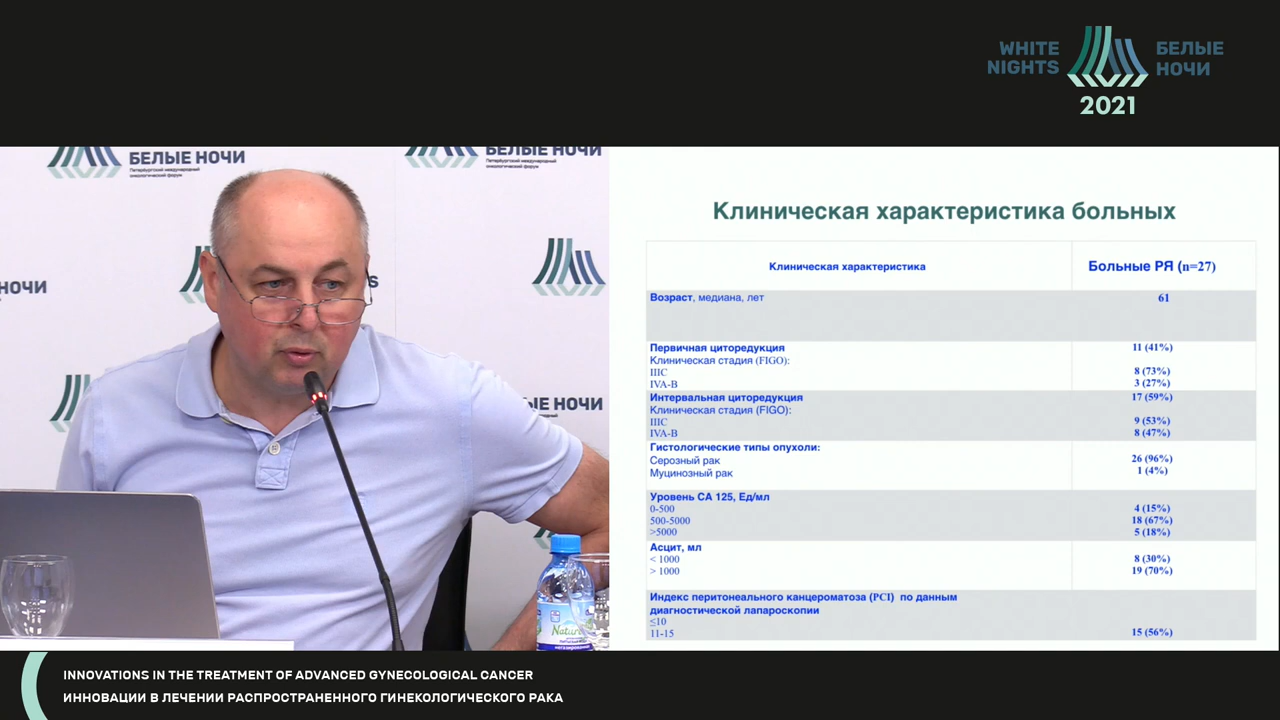 WHITE
NIGHTS
БЕЛЫЕ
НОЧИ
2021
БЕЛЫЕ НОЧИ
Петербургский международный
онкологический форум
БЕЛЫЕ НОЧИ
Петербургский международный
онкологический форум
НОЧИ
S
БЕЛЫЕ НОЧИ
Natur
Клиническая характеристика больных
Клиническая характеристика Больные РЯ (n=27)
Возраст, медиана, лет 61
Первичная циторедукция 11 (41%)
Клиническая стадия (FIGO):
IIIC 8 (73%)
IVA-B 3 (27%)
Интервальная циторедукция 17 (59%)
Клиническая стадия (FIGO):
IIIC 9 (53%)
IVA-B 8 (47%)
Гистологические типы опухоли:
Серозный рак 26 (96%)
Муцинозный рак 1 (4%)
Уровень СА 125, Ед/мл
0-500 4 (15%)
500-5000 18 (67%)
>5000 5 (18%)
Асцит, мл
< 1000 8 (30%)
> 1000 19 (70%)
Индекс перитонеального канцероматоза (PCI) по данным
диагностической лапароскопии
≤10
11-15 15 (56%)
INNOVATIONS IN THE TREATMENT OF ADVANCED GYNECOLOGICAL CANCER
ИННОВАЦИИ В ЛЕЧЕНИИ РАСПРОСТРАНЕННОГО ГИНЕКОЛОГИЧЕСКОГО РАКА